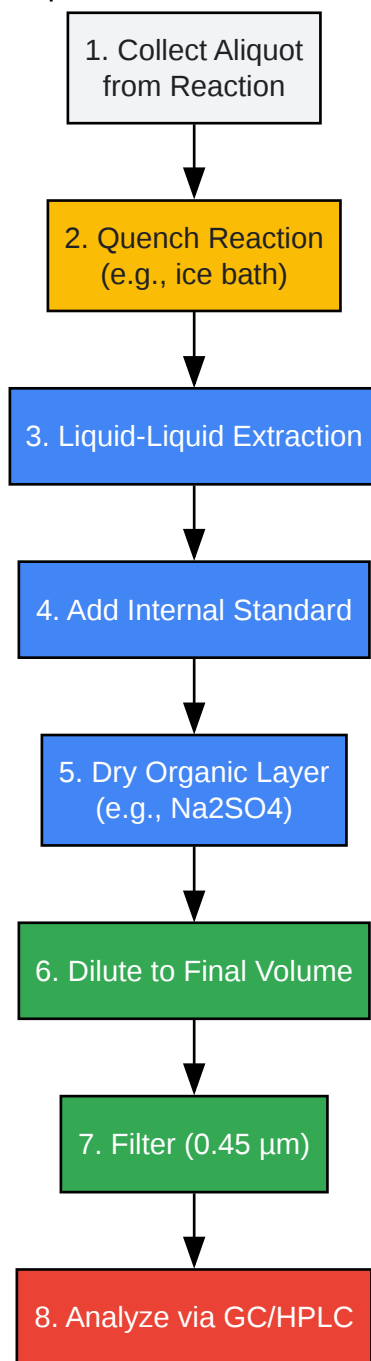 1. Collect Aliquot
from Reaction
2. Quench Reaction
(e.g., ice bath)
3. Liquid-Liquid Extraction
4. Add Internal Standard
5. Dry Organic Layer
(e.g., Na2SO4)
6. Dilute to Final Volume
7. Filter (0.45 µm)
8. Analyze via GC/HPLC